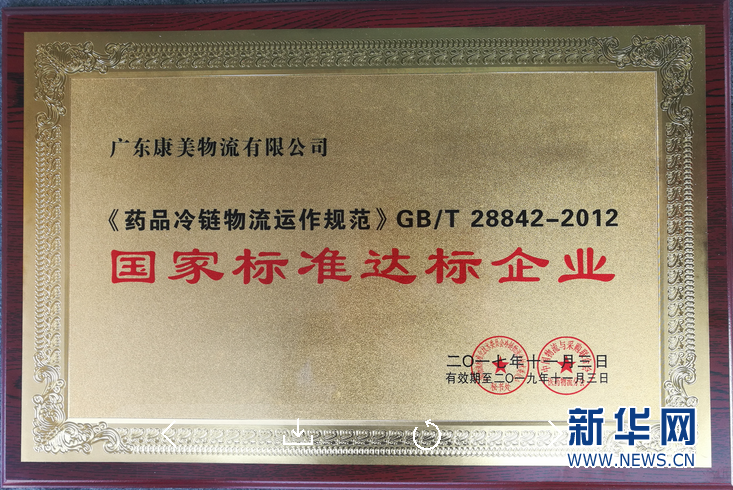 广东康美物流有限公司
《药品冷链物流运作规范》GB/T 28842-2012
国家标准达标企业
二〇一七年十一月三日
有效期至二〇一九年十一月三日
新华网
WWW.NEWS.CN